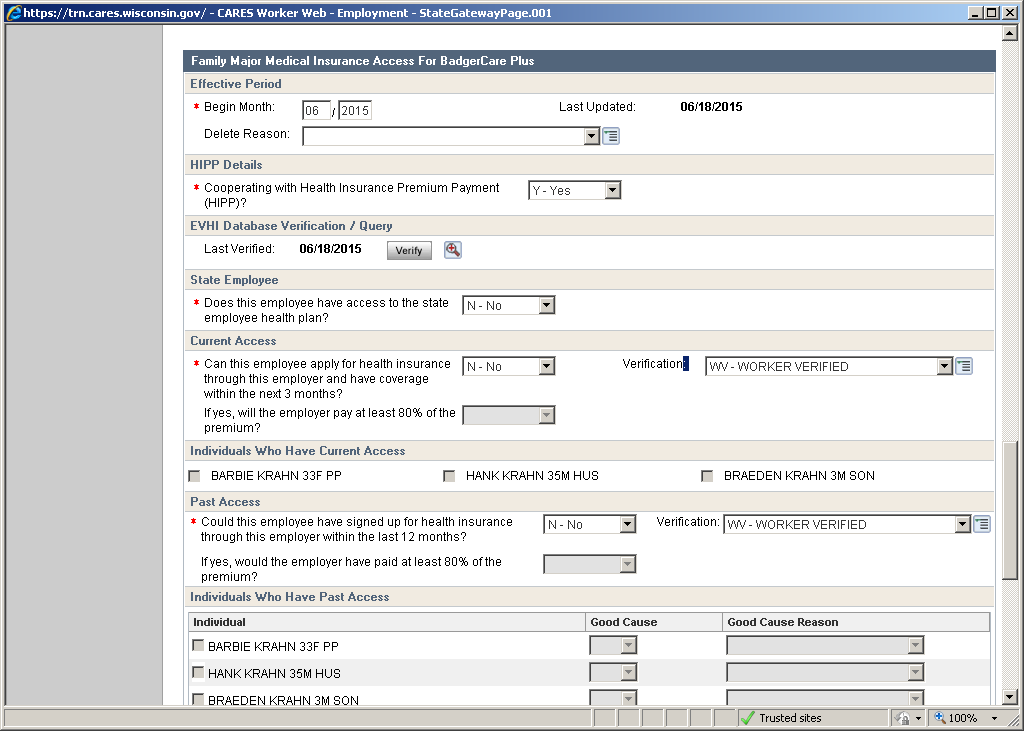 https://trn.cares.wisconsin.gov/ - CARES Worker Web - Employment - StateGatewayPage.001
Family Major Medical Insurance Access For BadgerCare Plus
Effective Period
* Begin Month: 06 / 2015 Last Updated: 06/18/2015
Delete Reason:
HIPP Details
* Cooperating with Health Insurance Premium Payment Y - Yes
(HIPP)?
EVHI Database Verification / Query
Last Verified: 06/18/2015 Verify
State Employee
* Does this employee have access to the state N - No
employee health plan?
Current Access
* Can this employee apply for health insurance N - No Verification: WV - WORKER VERIFIED
through this employer and have coverage
within the next 3 months?
If yes, will the employer pay at least 80% of the
premium?
Individuals Who Have Current Access
BARBIE KRAHN 33F PP HANK KRAHN 35M HUS BRAEDEN KRAHN 3M SON
Past Access
* Could this employee have signed up for health insurance N - No Verification: WV - WORKER VERIFIED
through this employer within the last 12 months?
If yes, would the employer have paid at least 80% of the
premium?
Individuals Who Have Past Access
Individual Good Cause Good Cause Reason
BARBIE KRAHN 33F PP
HANK KRAHN 35M HUS
BRAEDEN KRAHN 3M SON
Trusted sites 100%